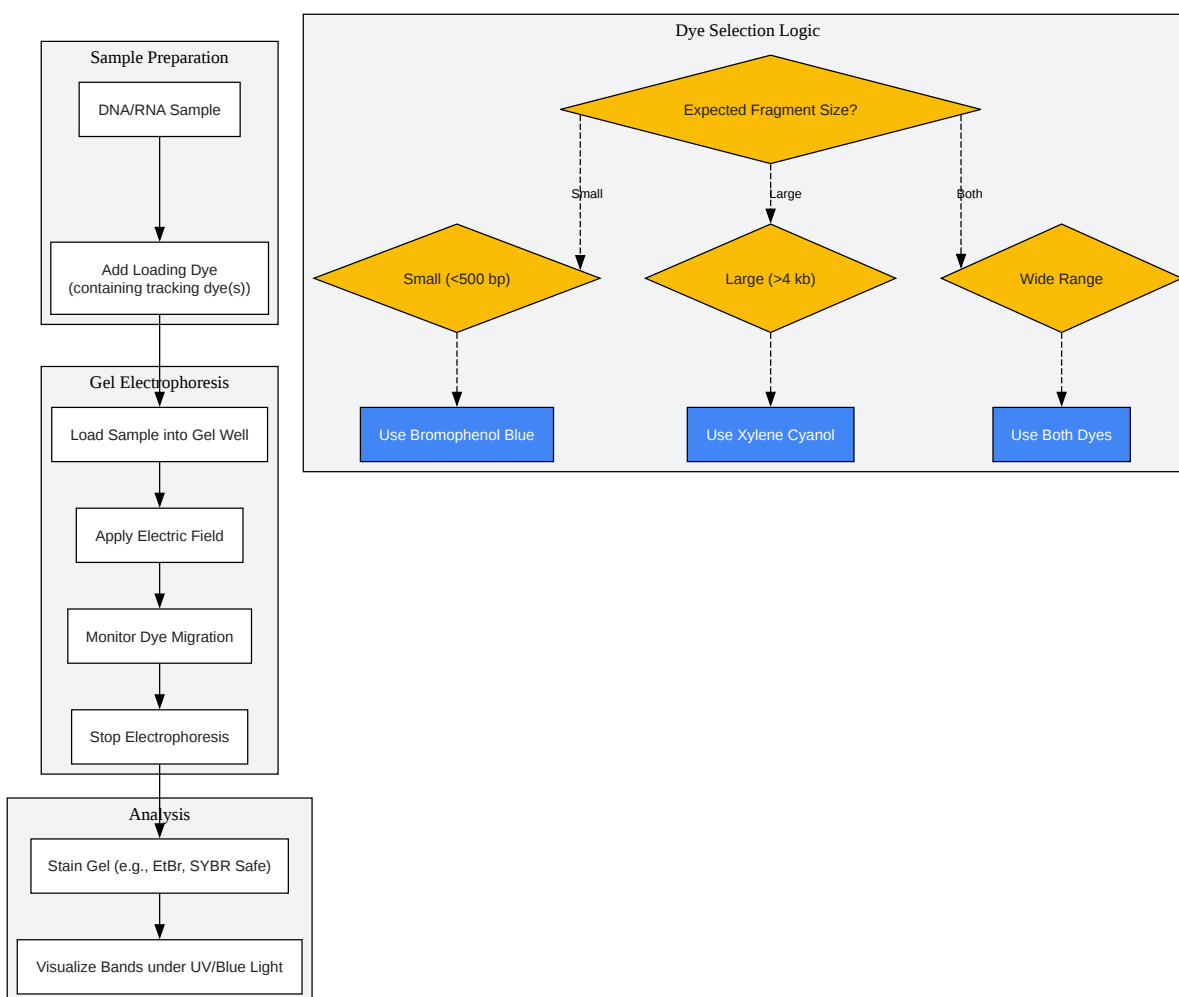 Sample Preparation
DNA/RNA Sample
Add Loading Dye
(containing tracking dye(s))
Gel Electrophoresis
Load Sample into Gel Well
Apply Electric Field
Monitor Dye Migration
Stop Electrophoresis
Analysis
Stain Gel (e.g., EtBr, SYBR Safe)
Visualize Bands under UV/Blue Light
Dye Selection Logic
Expected Fragment Size?
Small
Large
Both
Small (<500 bp)
Large (>4 kb)
Wide Range
Use Bromophenol Blue
Use Xylene Cyanol
Use Both Dyes